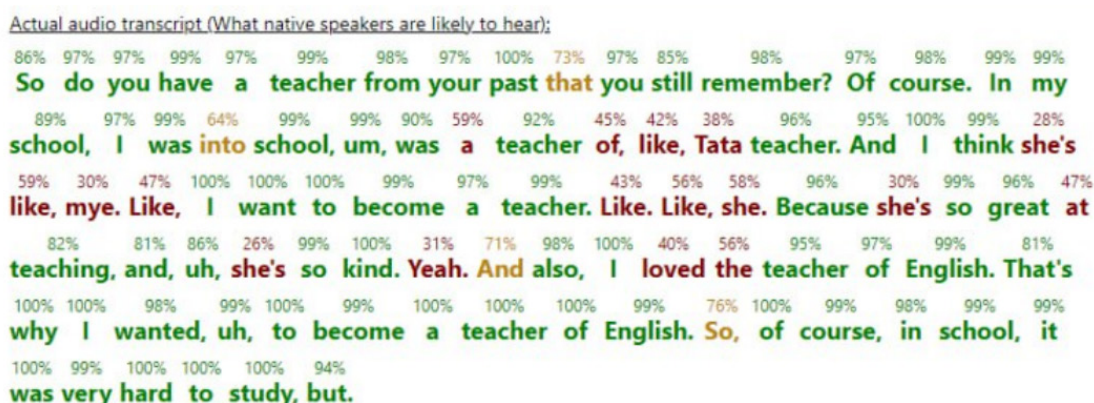 Actual audio transcript (What native speakers are likely to hear):
86% 97% 97% 99% 97% 99% 98% 97% 100% 73% 97% 85% 98% 97% 98% 99% 99%
So do you have a teacher from your past that you still remember? Of course. In my
89% 97% 99% 64% 99% 99% 90% 59% 92% 45% 42% 38% 96% 95% 100% 99% 28%
school, I was into school, um, was a teacher of, like, Tata teacher. And I think she's
59% 30% 47% 100% 100% 100% 99% 97% 99% 43% 56% 58% 96% 30% 99% 96% 47%
like, mye. Like, I want to become a teacher. Like. Like, she. Because she's so great at
82% 81% 86% 26% 99% 100% 31% 71% 98% 100% 40% 56% 95% 97% 99% 81%
teaching, and, uh, she's so kind. Yeah. And also, I loved the teacher of English. That's
100% 100% 98% 99% 100% 99% 100% 100% 100% 99% 76% 100% 99% 98% 99% 99%
why I wanted, uh, to become a teacher of English. So, of course, in school, it
100% 99% 100% 100% 100% 94%
was very hard to study, but.